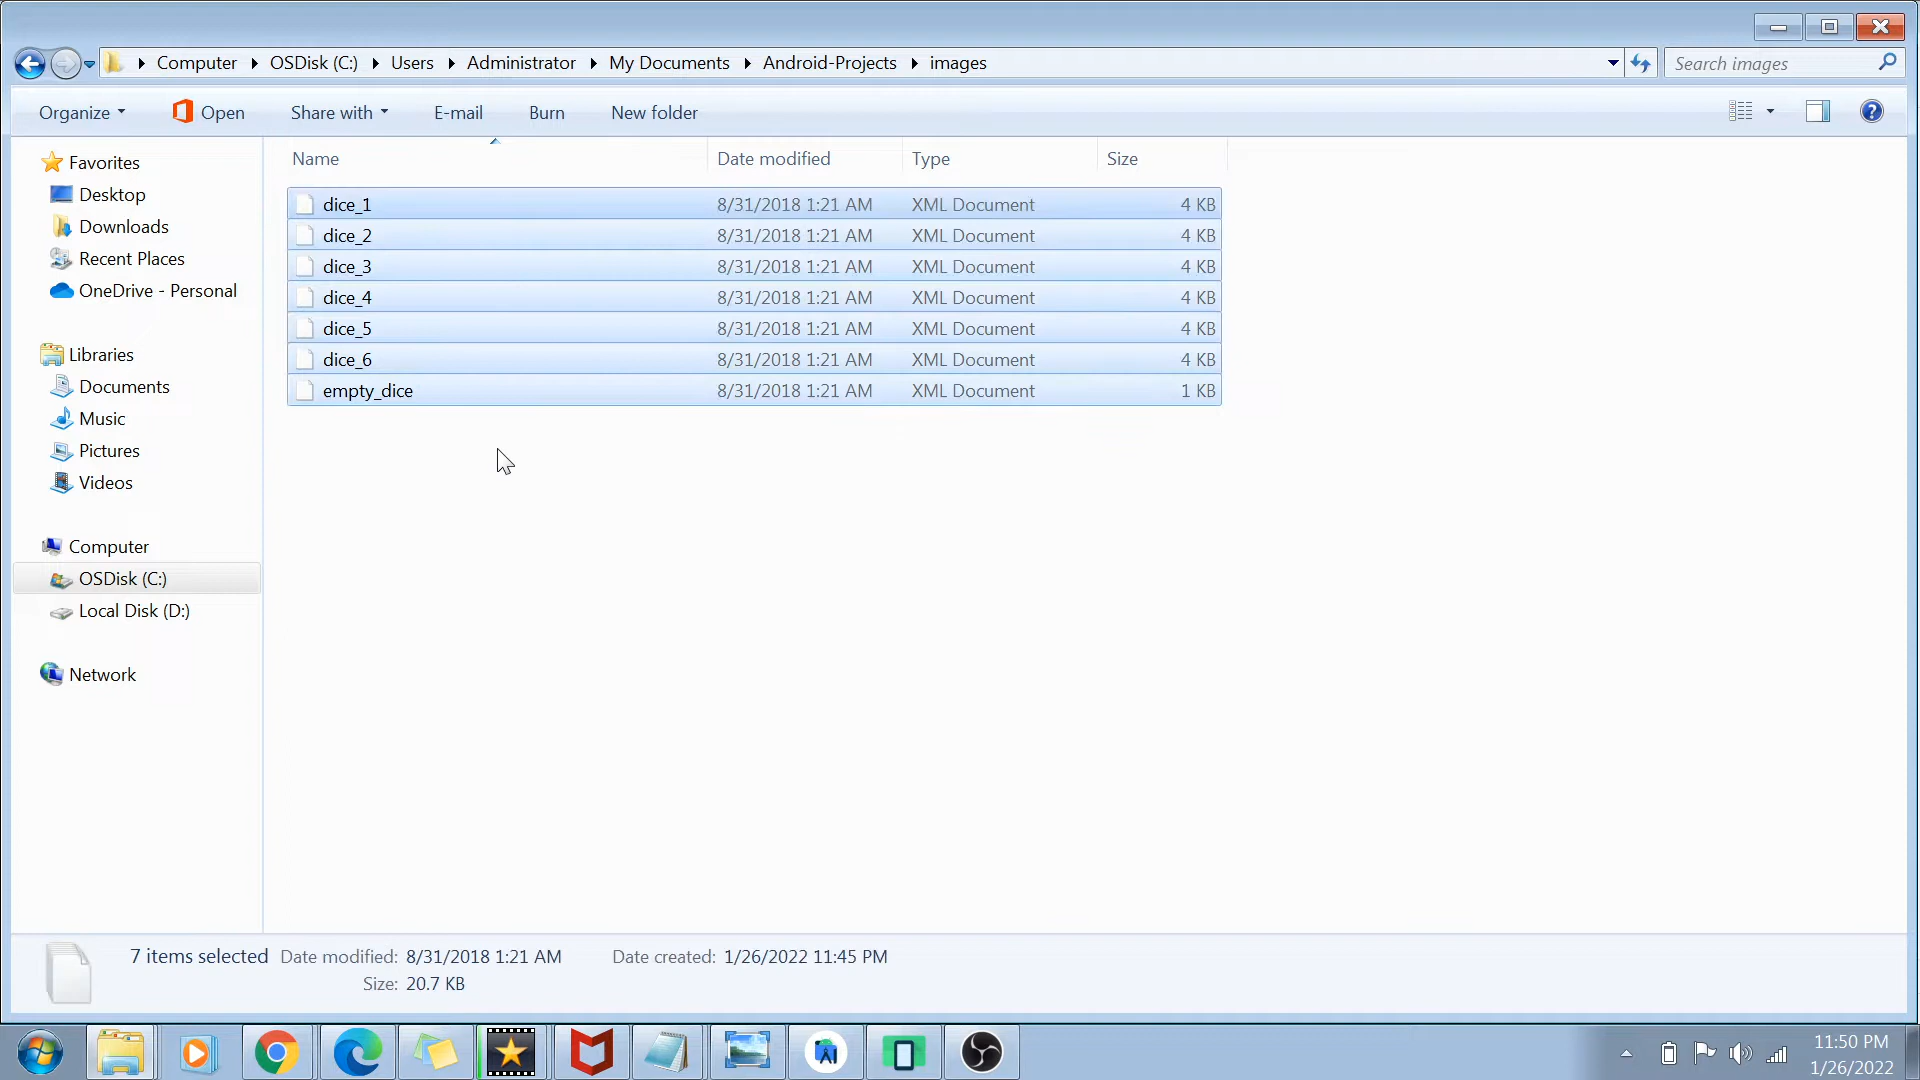 Computer OSDisk (C:) Users Administrator My Documents Android-Projects images
Search images
Organize Open Share with E-mail Burn New folder
Name Date modified Type Size
Favorites
Desktop
Downloads
Recent Places
OneDrive - Personal
Libraries
Documents
Music
Pictures
Videos
Computer
OSDisk (C:)
Local Disk (D:)
Network
dice_1 8/31/2018 1:21 AM XML Document 4 KB
dice_2 8/31/2018 1:21 AM XML Document 4 KB
dice_3 8/31/2018 1:21 AM XML Document 4 KB
dice_4 8/31/2018 1:21 AM XML Document 4 KB
dice_5 8/31/2018 1:21 AM XML Document 4 KB
dice_6 8/31/2018 1:21 AM XML Document 4 KB
empty_dice 8/31/2018 1:21 AM XML Document 1 KB
7 items selected Date modified: 8/31/2018 1:21 AM Date created: 1/26/2022 11:45 PM
Size: 20.7 KB
11:50 PM
1/26/2022